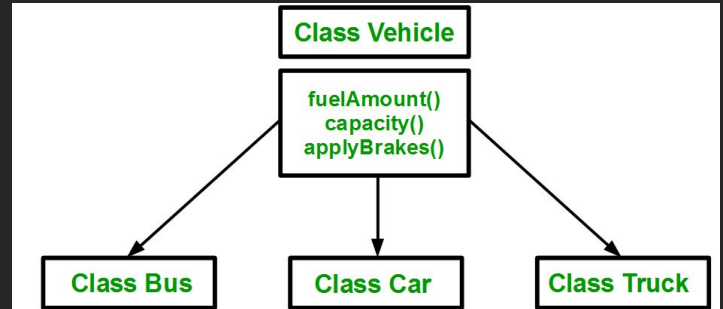 Class Vehicle
fuelAmount()
capacity()
applyBrakes()
Class Bus
Class Car
Class Truck